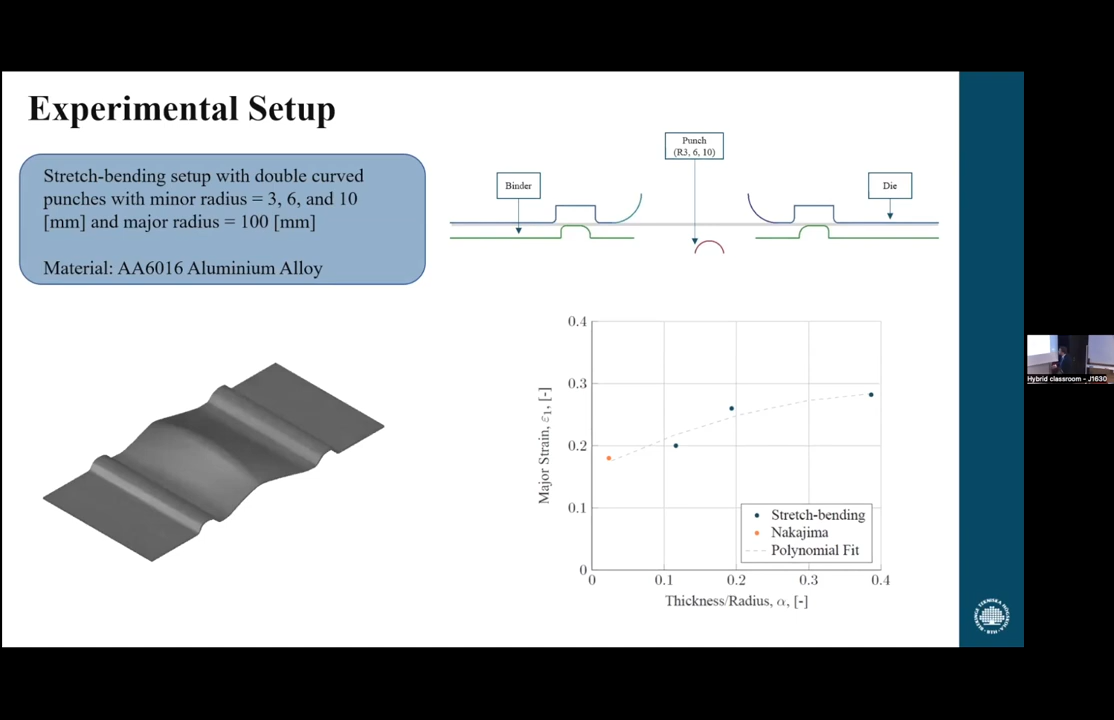 Experimental Setup
Stretch-bending setup with double curved
punches with minor radius = 3, 6, and 10
[mm] and major radius = 100 [mm]
Material: AA6016 Aluminium Alloy
Punch
(R3, 6, 10)
Binder
Die
0.4
0.3
0.2
0.1
0
Major Strain, ε₁, [-]
Stretch-bending
Nakajima
Polynomial Fit
0 0.1 0.2 0.3 0.4
Thickness/Radius, α, [-]
Hybrid classroom - J1630